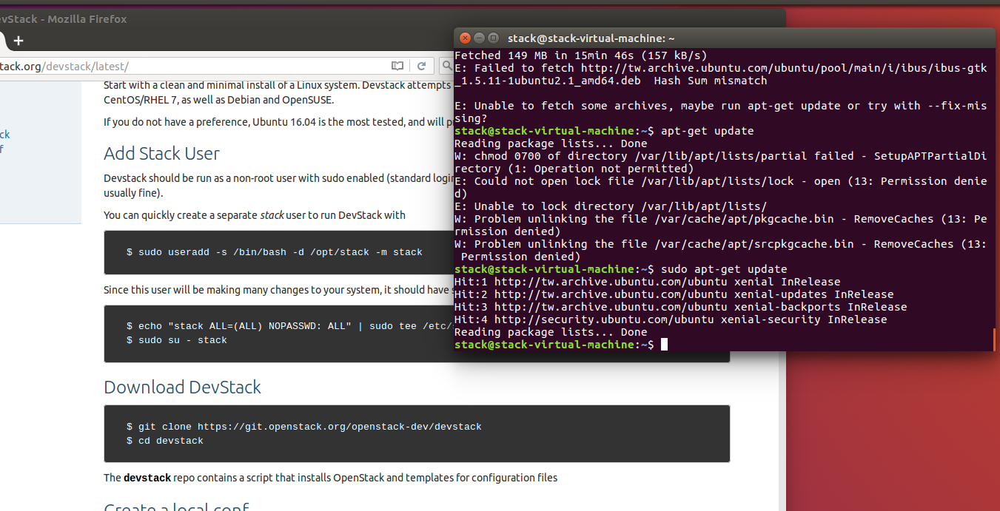 evStack - Mozilla Firefox
tack.org/devstack/latest/
ck
f
Start with a clean and minimal install of a Linux system. Devstack attempts
CentOS/RHEL 7, as well as Debian and OpenSUSE.
If you do not have a preference, Ubuntu 16.04 is the most tested, and will pr
Add Stack User
Devstack should be run as a non-root user with sudo enabled (standard login
usually fine).
You can quickly create a separate stack user to run DevStack with
$ sudo useradd -s /bin/bash -d /opt/stack -m stack
Since this user will be making many changes to your system, it should have s
$ echo "stack ALL=(ALL) NOPASSWD: ALL" | sudo tee /etc/s
$ sudo su - stack
Download DevStack
$ git clone https://git.openstack.org/openstack-dev/devstack
$ cd devstack
The devstack repo contains a script that installs OpenStack and templates for configuration files
Create a local.conf
stack@stack-virtual-machine: ~
Fetched 149 MB in 15min 46s (157 kB/s)
E: Failed to fetch http://tw.archive.ubuntu.com/ubuntu/pool/main/i/ibus/ibus-gtk
_1.5.11-1ubuntu2.1_amd64.deb  Hash Sum mismatch
E: Unable to fetch some archives, maybe run apt-get update or try with --fix-mis
sing?
stack@stack-virtual-machine:~$ apt-get update
Reading package lists... Done
W: chmod 0700 of directory /var/lib/apt/lists/partial failed - SetupAPTPartialDi
rectory (1: Operation not permitted)
E: Could not open lock file /var/lib/apt/lists/lock - open (13: Permission denie
d)
E: Unable to lock directory /var/lib/apt/lists/
W: Problem unlinking the file /var/cache/apt/pkgcache.bin - RemoveCaches (13: Pe
rmission denied)
W: Problem unlinking the file /var/cache/apt/srcpkgcache.bin - RemoveCaches (13:
 Permission denied)
stack@stack-virtual-machine:~$ sudo apt-get update
Hit:1 http://tw.archive.ubuntu.com/ubuntu xenial InRelease
Hit:2 http://tw.archive.ubuntu.com/ubuntu xenial-updates InRelease
Hit:3 http://tw.archive.ubuntu.com/ubuntu xenial-backports InRelease
Hit:4 http://security.ubuntu.com/ubuntu xenial-security InRelease
Reading package lists... Done
stack@stack-virtual-machine:~$